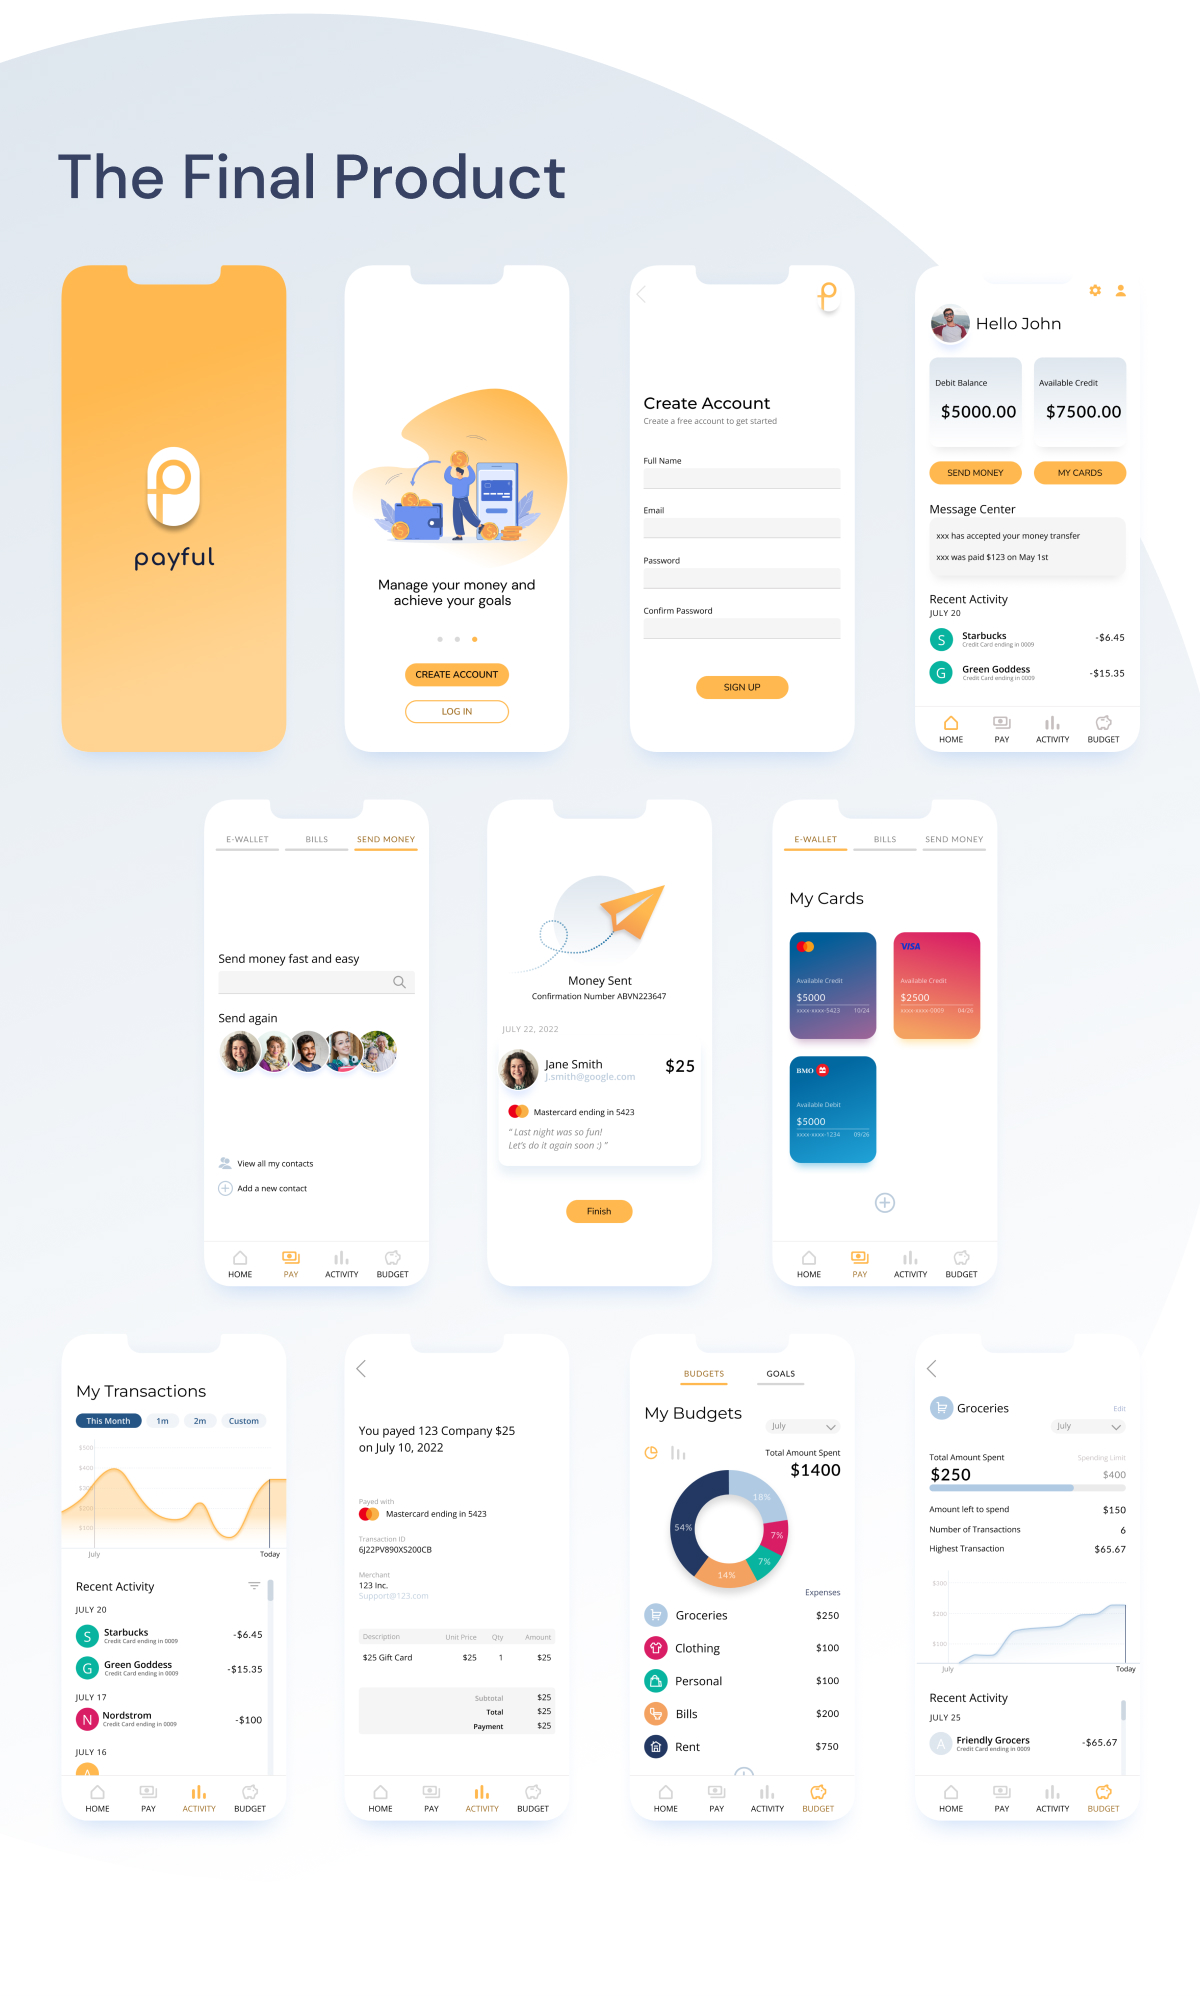 The Final Product
payful
Manage your money and
achieve your goals
CREATE ACCOUNT
LOG IN
Create Account
Create a free account to get started
Full Name
Email
Password
Confirm Password
SIGN UP
Hello John
Debit Balance
$5000.00
Available Credit
$7500.00
SEND MONEY
MY CARDS
Message Center
xxx has accepted your money transfer
xxx was paid $123 on May 1st
Recent Activity
JULY 20
S
Starbucks
Credit Card ending in 0009
-$6.45
G
Green Goddess
Credit Card ending in 0009
-$15.35
HOME PAY ACTIVITY BUDGET
E-WALLET BILLS SEND MONEY
Send money fast and easy
Send again
View all my contacts
Add a new contact
HOME PAY ACTIVITY BUDGET
Money Sent
Confirmation Number ABVN223647
JULY 22, 2022
Jane Smith
J.smith@google.com
$25
Mastercard ending in 5423
“ Last night was so fun!
Let's do it again soon :) ”
Finish
E-WALLET BILLS SEND MONEY
My Cards
Available Credit
$5000
xxxx-xxxx-5423 10/24
VISA
Available Credit
$2500
xxxx-xxxx-0009 04/26
BMO
Available Debit
$5000
xxxx-xxxx-1234 09/26
HOME PAY ACTIVITY BUDGET
My Transactions
This Month 1m 2m Custom
$500
$400
$300
$200
$100
July Today
Recent Activity
JULY 20
S
Starbucks
Credit Card ending in 0009
-$6.45
G
Green Goddess
Credit Card ending in 0009
-$15.35
JULY 17
N
Nordstrom
Credit Card ending in 0009
-$100
JULY 16
A
HOME PAY ACTIVITY BUDGET
You payed 123 Company $25
on July 10, 2022
Payed with
Mastercard ending in 5423
Transaction ID
6J22PV890XS200CB
Merchant
123 Inc.
Support@123.com
Description Unit Price Qty Amount
$25 Gift Card $25 1 $25
Subtotal $25
Total $25
Payment $25
HOME PAY ACTIVITY BUDGET
BUDGETS GOALS
My Budgets
July
Total Amount Spent
$1400
18%
54%
7%
7%
14%
Expenses
Groceries $250
Clothing $100
Personal $100
Bills $200
Rent $750
HOME PAY ACTIVITY BUDGET
Groceries
Edit
July
Total Amount Spent Spending Limit
$250 $400
Amount left to spend $150
Number of Transactions 6
Highest Transaction $65.67
$300
$200
$100
July Today
Recent Activity
JULY 25
A
Friendly Grocers
Credit Card ending in 0009
-$65.67
HOME PAY ACTIVITY BUDGET